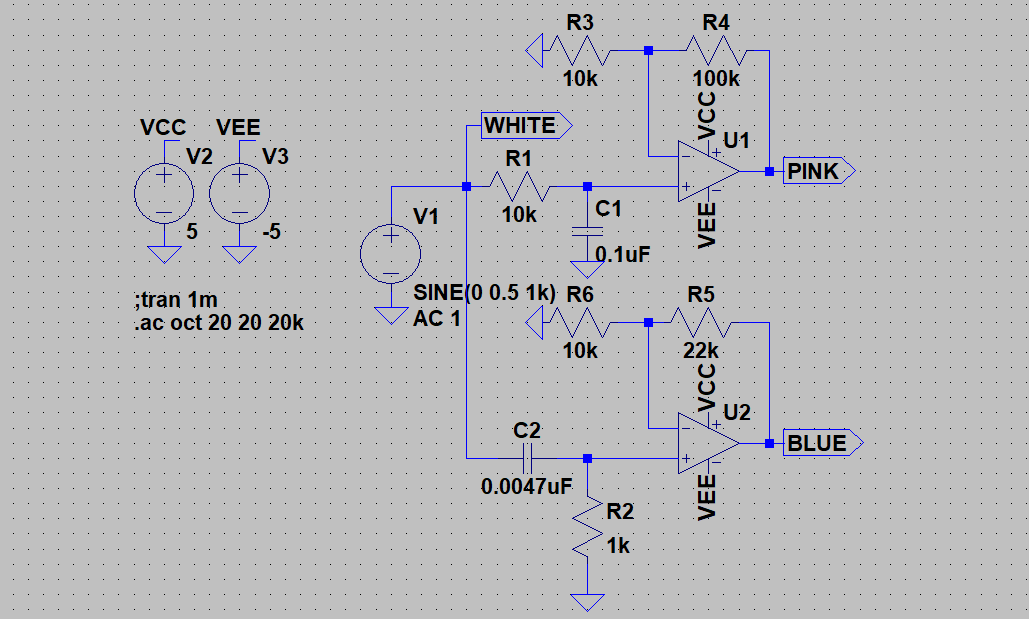 R3
R4
10k
100k
VCC
U1
VCC
VEE
WHITE
V2
V3
R1
PINK
10k
C1
V1
VEE
5
-5
0.1uF
SINE(0 0.5 1k)
R6
R5
;tran 1m
AC 1
.ac oct 20 20 20k
10k
22k
VCC
U2
C2
BLUE
0.0047uF
VEE
R2
1k